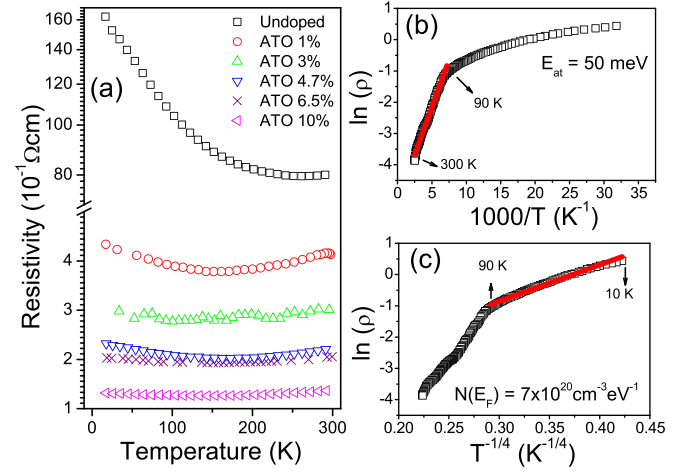 160
140
120
100
80
4
3
2
1
0
100
200
300
Resistivity (10⁻¹Ωcm)
Temperature (K)
(a)
Undoped
ATO 1%
ATO 3%
ATO 4.7%
ATO 6.5%
ATO 10%
(b)
1
0
-1
-2
-3
-4
ln (ρ)
E_at = 50 meV
90 K
300 K
0
5
10
15
20
25
30
35
1000/T (K⁻¹)
(c)
2
1
0
-1
-2
-3
-4
ln (ρ)
90 K
10 K
N(E_F) = 7x10²⁰cm⁻³eV⁻¹
0.20
0.25
0.30
0.35
0.40
0.45
T⁻¹/⁴ (K⁻¹/⁴)